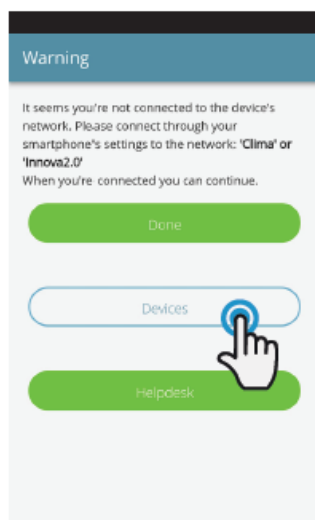 Warning
It seems you're not connected to the device's
network. Please connect through your
smartphone's settings to the network: 'Clima' or
'Innova2.0'
When you're connected you can continue.
Done
Devices
Helpdesk